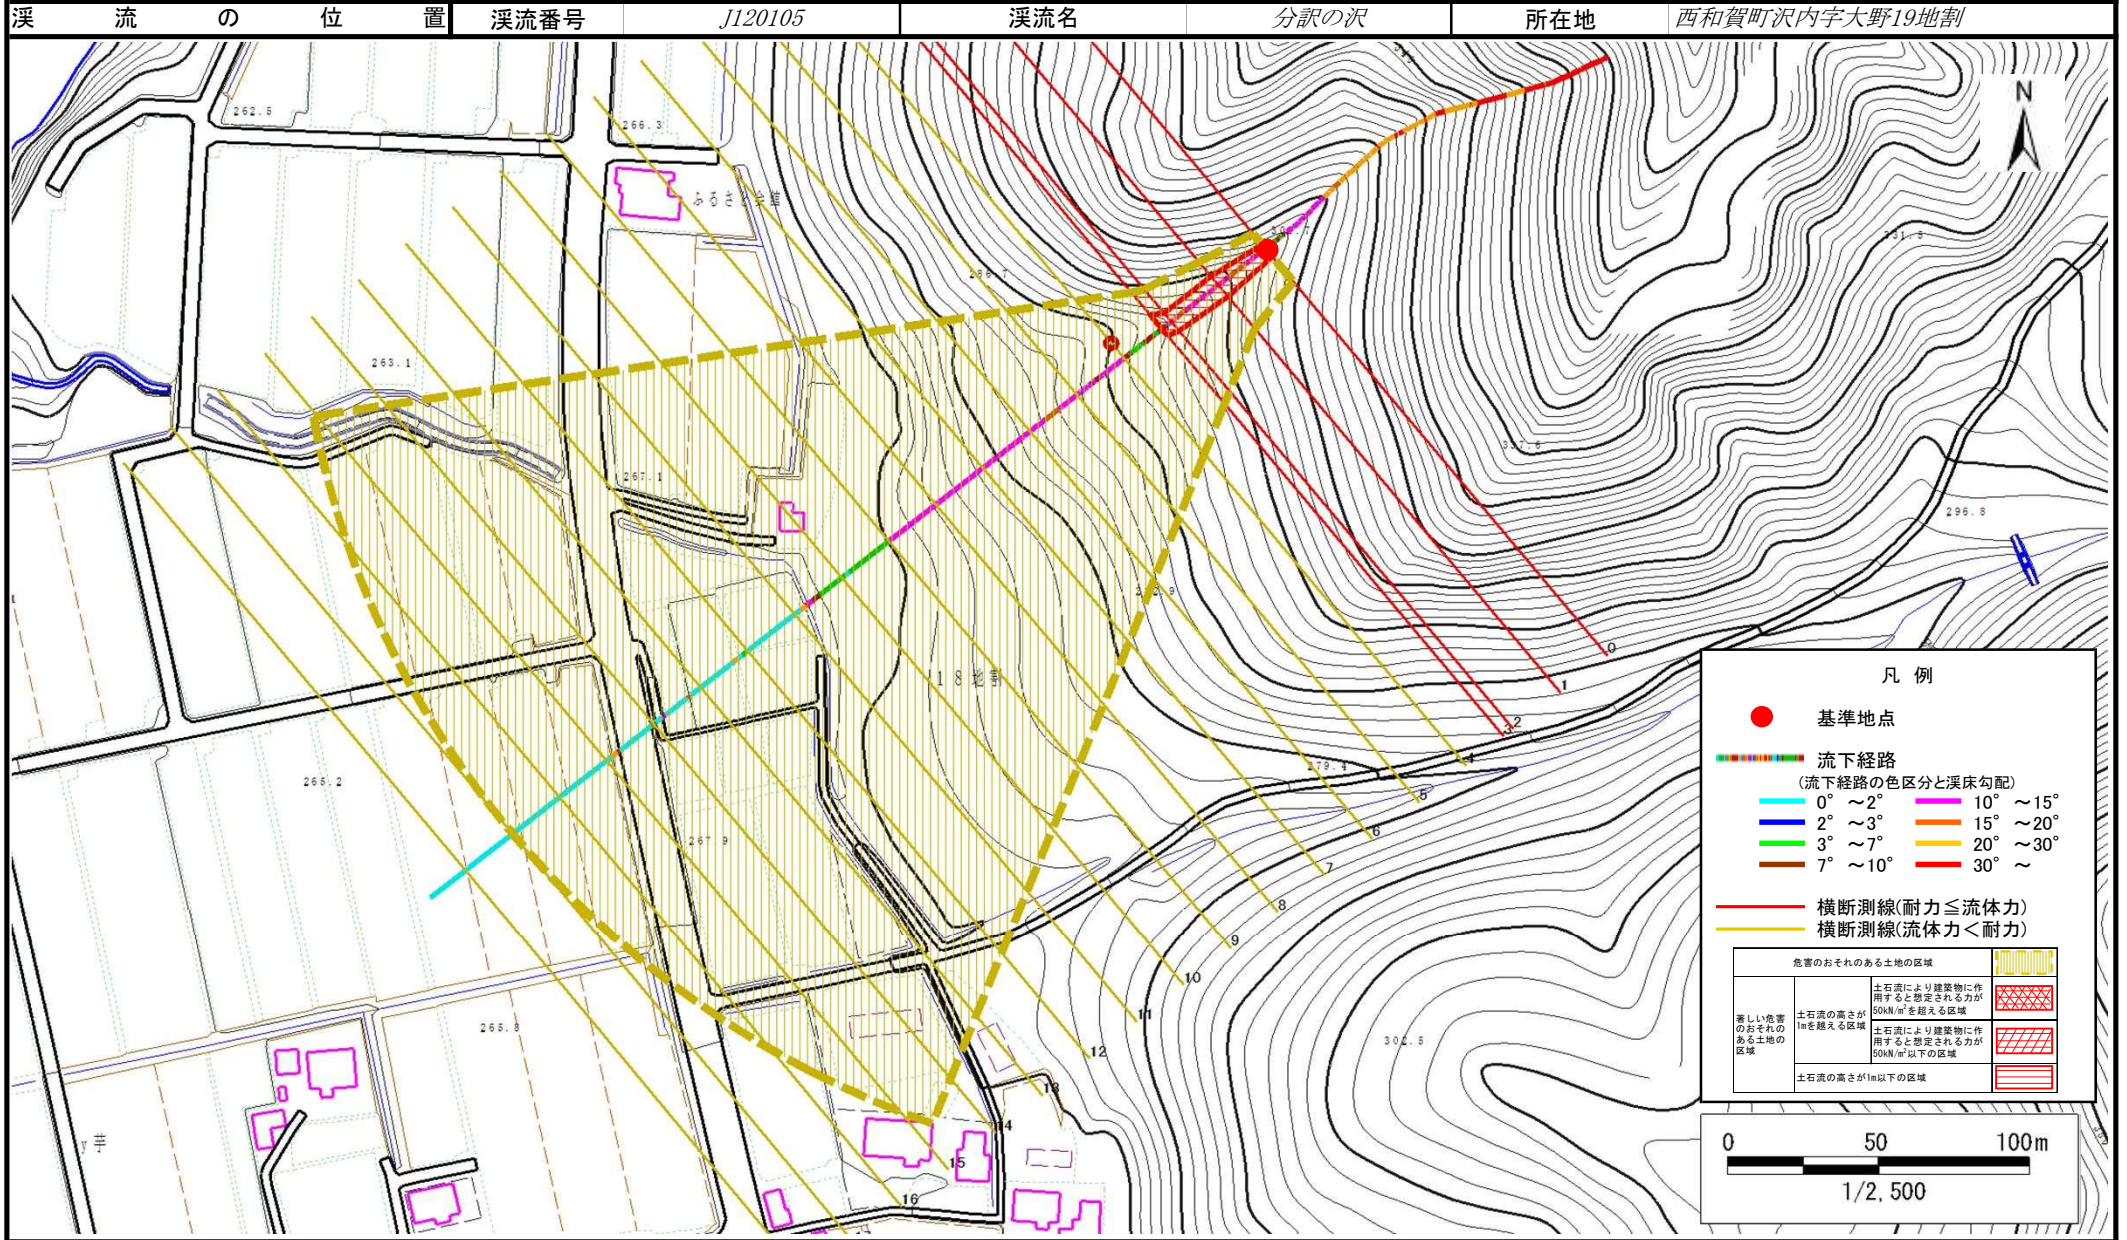 渓流の位置 渓流番号 J120105 渓流名 分訳の沢 所在地 西和賀町沢内字大野19地割
N
262.5
266.3
ふるさと会館
286.7
331.5
263.1
337.6
267.1
296.8
18地割
279.4
265.2
267.9
265.8
302.5
0
1
2
3
4
5
6
7
8
9
10
11
12
13
14
15
16
凡 例
基準地点
流下経路
(流下経路の色区分と渓床勾配)
0° ～2° 10° ～15°
2° ～3° 15° ～20°
3° ～7° 20° ～30°
7° ～10° 30° ～
横断測線(耐力≦流体力)
横断測線(流体力＜耐力)
危害のおそれのある土地の区域
著しい危害
のおそれの
ある土地の
区域
土石流の高さが
1mを越える区域
土石流により建築物に作
用すると想定される力が
50kN/m²を超える区域
土石流により建築物に作
用すると想定される力が
50kN/m²以下の区域
土石流の高さが1m以下の区域
0 50 100m
1/2,500